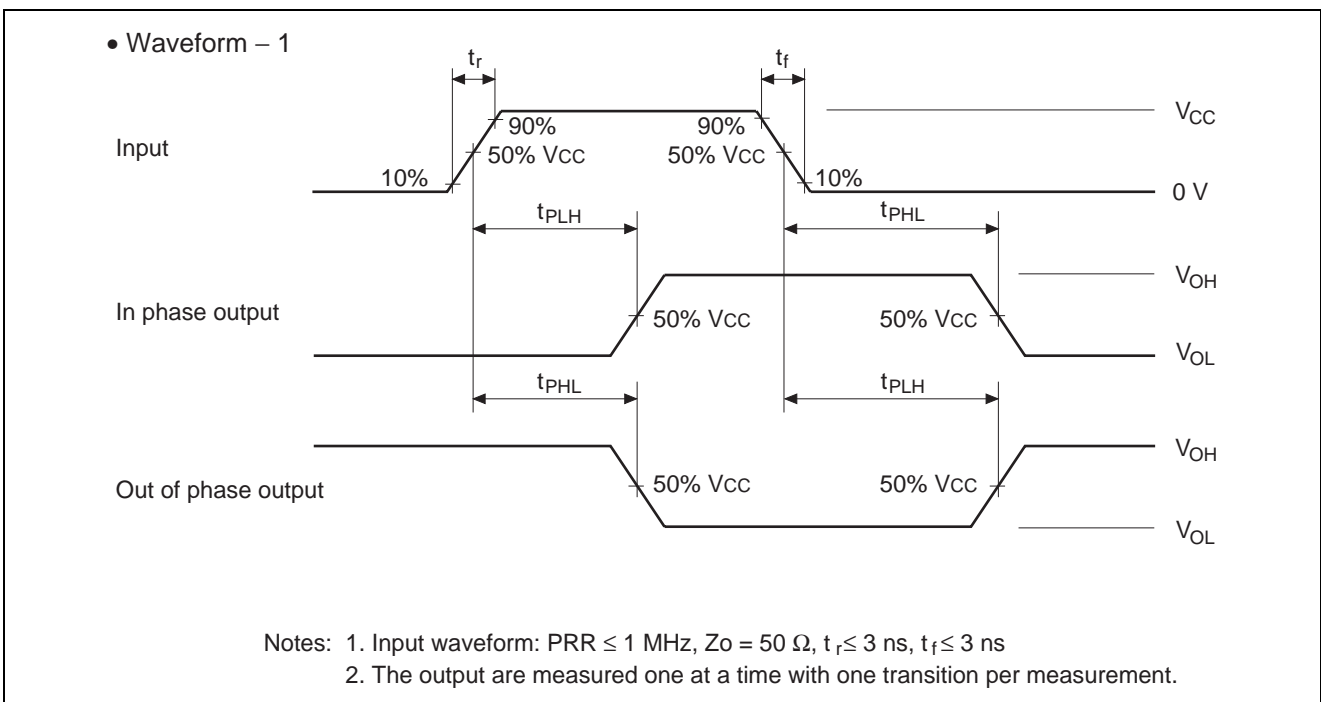 • Waveform – 1
tr
tf
VCC
90%
90%
Input
50% VCC
50% VCC
10%
10%
0 V
tPLH
tPHL
VOH
In phase output
50% VCC
50% VCC
VOL
tPHL
tPLH
VOH
Out of phase output
50% VCC
50% VCC
VOL
Notes: 1. Input waveform: PRR ≤ 1 MHz, Zo = 50 Ω, t r ≤ 3 ns, t f ≤ 3 ns
2. The output are measured one at a time with one transition per measurement.